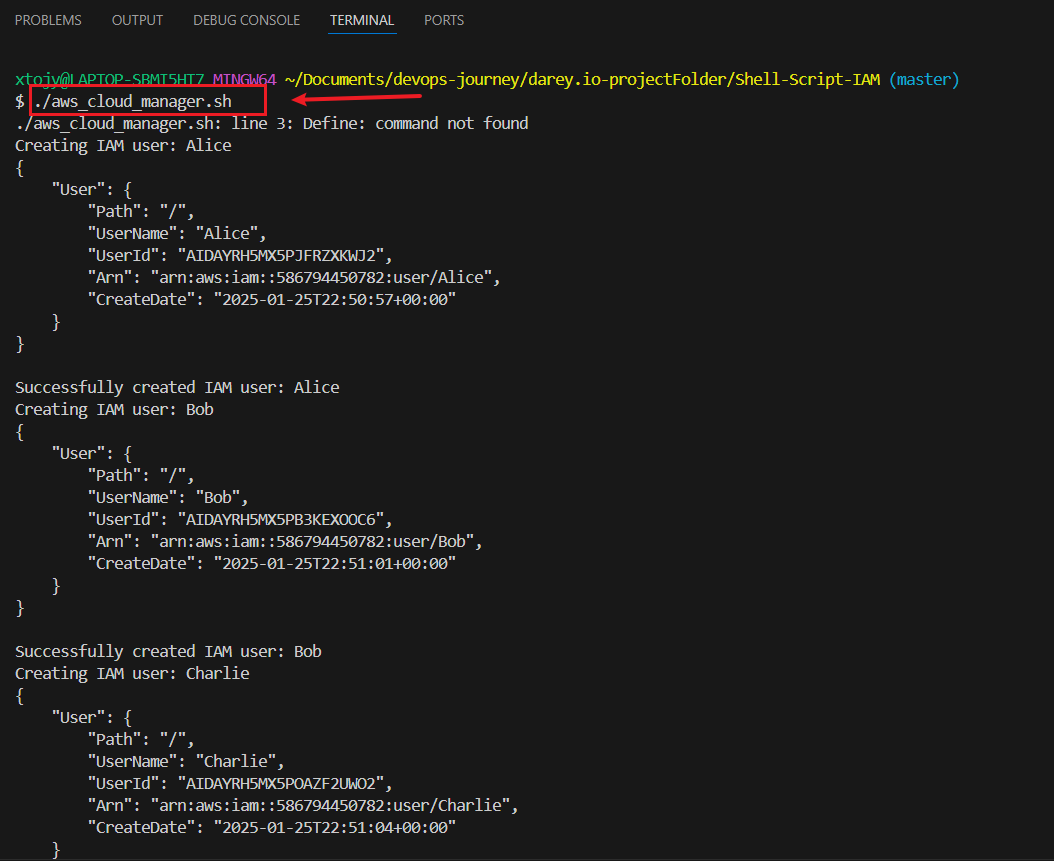 PROBLEMS OUTPUT DEBUG CONSOLE TERMINAL PORTS
xtojy@LAPTOP-SBMI5HT7 MINGW64 ~/Documents/devops-journey/darey.io-projectFolder/Shell-Script-IAM (master)
$ ./aws_cloud_manager.sh
./aws_cloud_manager.sh: line 3: Define: command not found
Creating IAM user: Alice
{
    "User": {
        "Path": "/",
        "UserName": "Alice",
        "UserId": "AIDAYRH5MX5PJFRZXKWJ2",
        "Arn": "arn:aws:iam::586794450782:user/Alice",
        "CreateDate": "2025-01-25T22:50:57+00:00"
    }
}

Successfully created IAM user: Alice
Creating IAM user: Bob
{
    "User": {
        "Path": "/",
        "UserName": "Bob",
        "UserId": "AIDAYRH5MX5PB3KEXOOC6",
        "Arn": "arn:aws:iam::586794450782:user/Bob",
        "CreateDate": "2025-01-25T22:51:01+00:00"
    }
}

Successfully created IAM user: Bob
Creating IAM user: Charlie
{
    "User": {
        "Path": "/",
        "UserName": "Charlie",
        "UserId": "AIDAYRH5MX5POAZF2UWO2",
        "Arn": "arn:aws:iam::586794450782:user/Charlie",
        "CreateDate": "2025-01-25T22:51:04+00:00"
    }